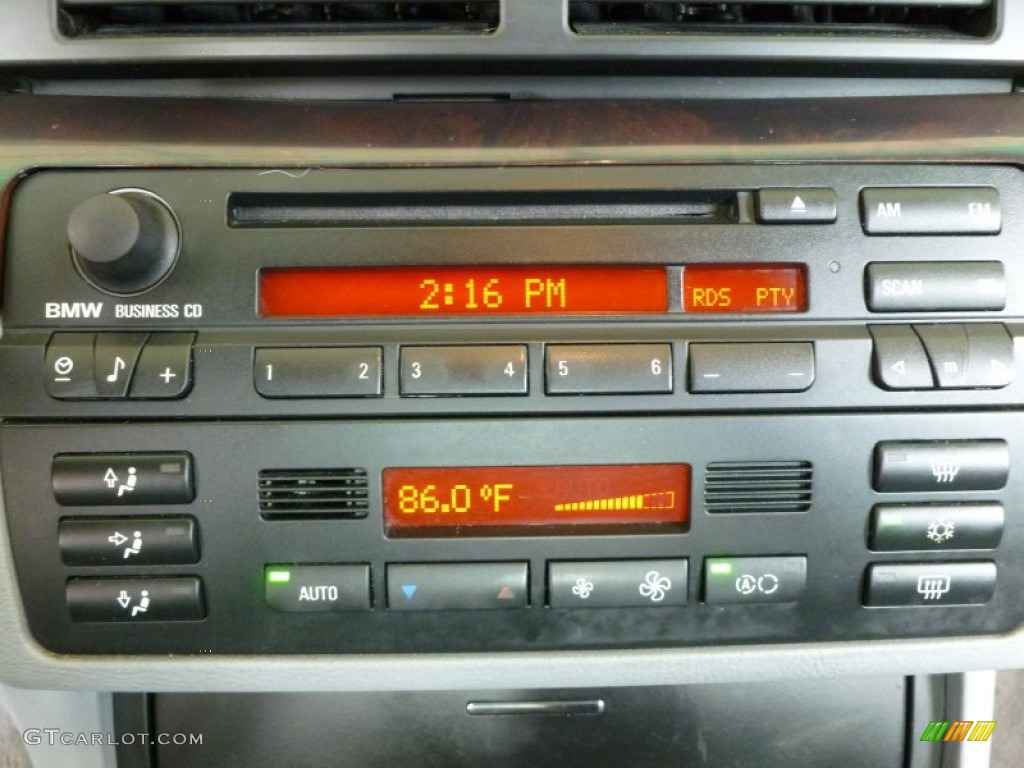 AM FM
2:16 PM RDS PTY
BMW BUSINESS CD
SCAN
1 2 3 4 5 6 m
86.0 °F
AUTO A
GTCARLOT.COM